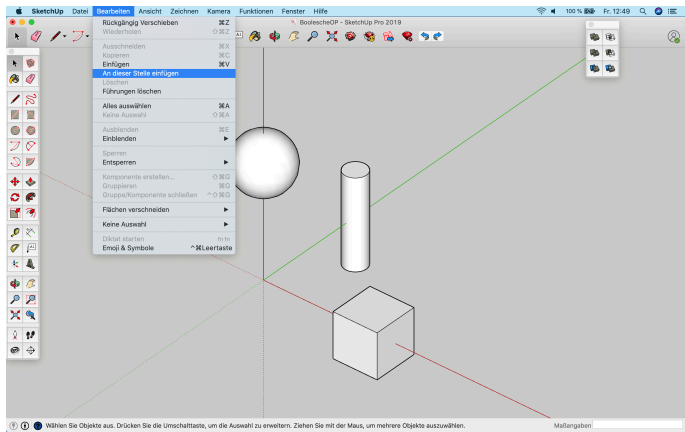 SketchUp Datei Bearbeiten Ansicht Zeichnen Kamera Funktionen Fenster Hilfe 100 % Fr. 12:49
BoolescheOP - SketchUp Pro 2019
Rückgängig Verschieben ⌘Z
Wiederholen ⇧⌘Z
Ausschneiden ⌘X
Kopieren ⌘C
Einfügen ⌘V
An dieser Stelle einfügen
Löschen
Führungen löschen
Alles auswählen ⌘A
Keine Auswahl ⇧⌘A
Ausblenden ⌘E
Einblenden
Sperren
Entsperren
Komponente erstellen... ⇧⌘G
Gruppieren ⌘G
Gruppe/Komponente schließen ^⇧⌘G
Flächen verschneiden
Keine Auswahl
Diktat starten fn fn
Emoji & Symbole ^⌘Leertaste
Wählen Sie Objekte aus. Drücken Sie die Umschalttaste, um die Auswahl zu erweitern. Ziehen Sie mit der Maus, um mehrere Objekte auszuwählen. Maßangaben